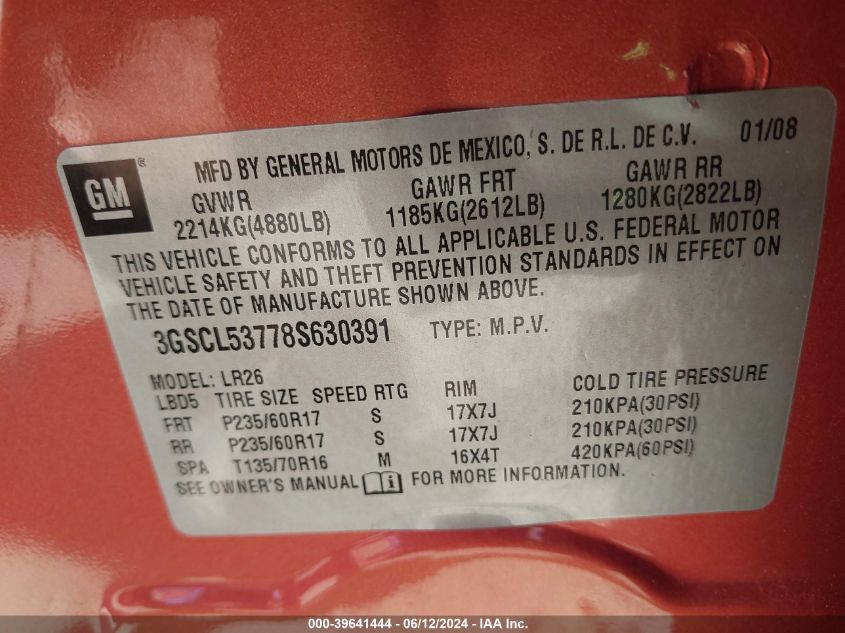 GM ® MFD BY GENERAL MOTORS DE MEXICO, S. DE R.L. DE C.V. 01/08
GVWR GAWR FRT GAWR RR
2214KG(4880LB) 1185KG(2612LB) 1280KG(2822LB)
THIS VEHICLE CONFORMS TO ALL APPLICABLE U.S. FEDERAL MOTOR
VEHICLE SAFETY AND THEFT PREVENTION STANDARDS IN EFFECT ON
THE DATE OF MANUFACTURE SHOWN ABOVE.
3GSCL53778S630391 TYPE: M.P.V.
MODEL: LR26
LBD5 TIRE SIZE SPEED RTG RIM COLD TIRE PRESSURE
FRT P235/60R17 S 17X7J 210KPA(30PSI)
RR P235/60R17 S 17X7J 210KPA(30PSI)
SPA T135/70R16 M 16X4T 420KPA(60PSI)
SEE OWNER'S MANUAL FOR MORE INFORMATION.
000-39641444 - 06/12/2024 - IAA Inc.